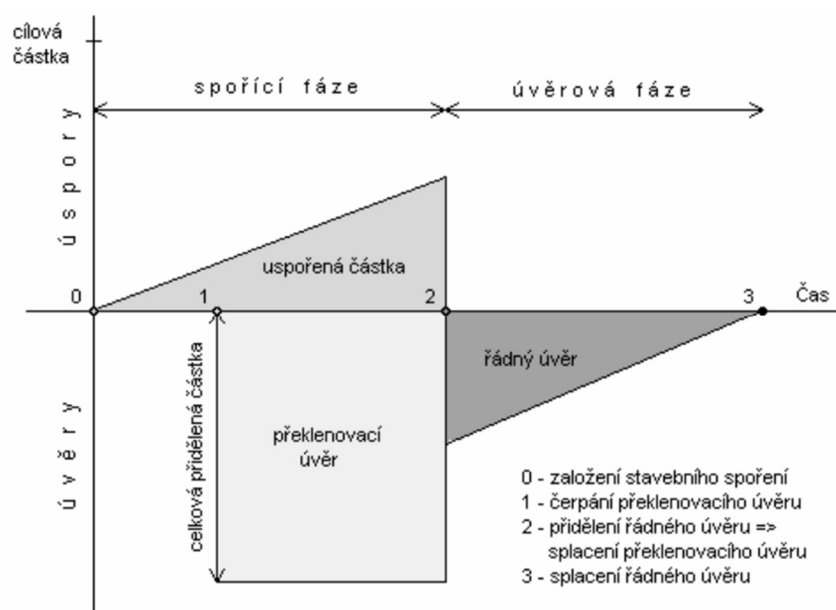 cílová
částka
spořící fáze
úvěrová fáze
úspory
uspořená částka
0
1
2
3
Čas
úvěry
celková přidělená částka
překlenovací
úvěr
řádný úvěr
0 - založení stavebního spoření
1 - čerpání překlenovacího úvěru
2 - přidělení řádného úvěru =>
splacení překlenovacího úvěru
3 - splacení řádného úvěru